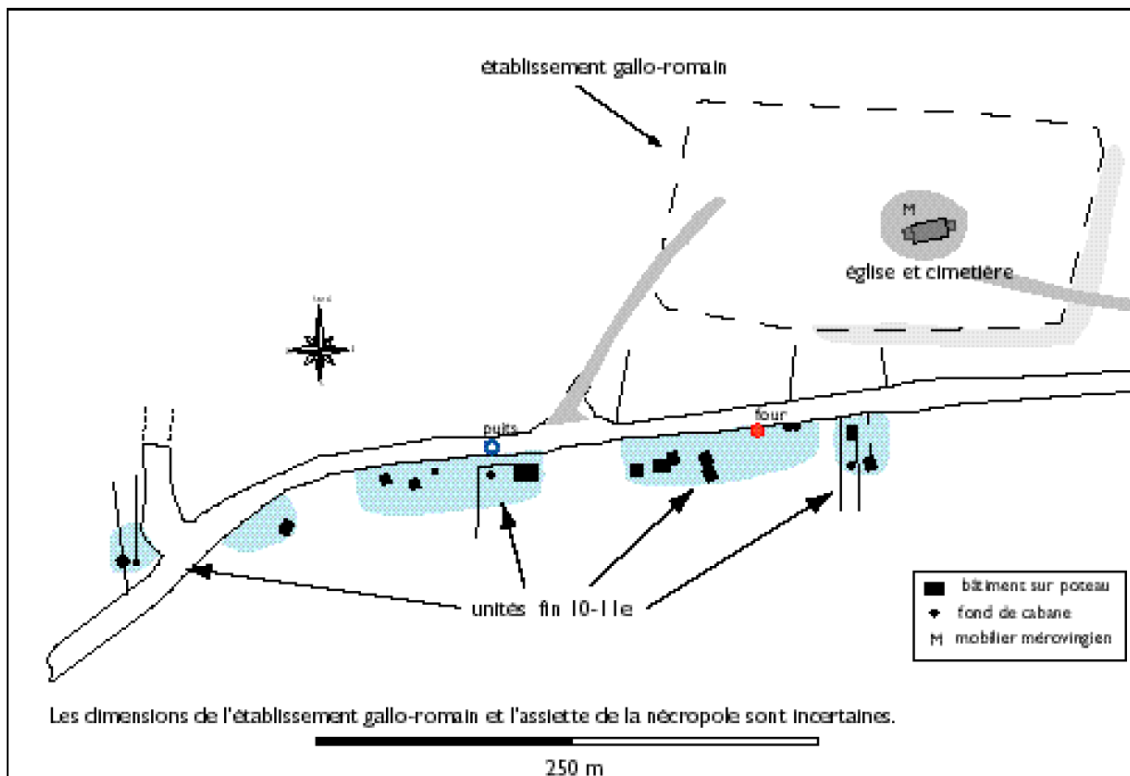 établissement gallo-romain
M
église et cimetière
puits
four
unités fin 10-11e
bâtiment sur poteau
fond de cabane
M mobilier mérovingien
Les dimensions de l'établissement gallo-romain et l'assiette de la nécropole sont incertaines.
250 m